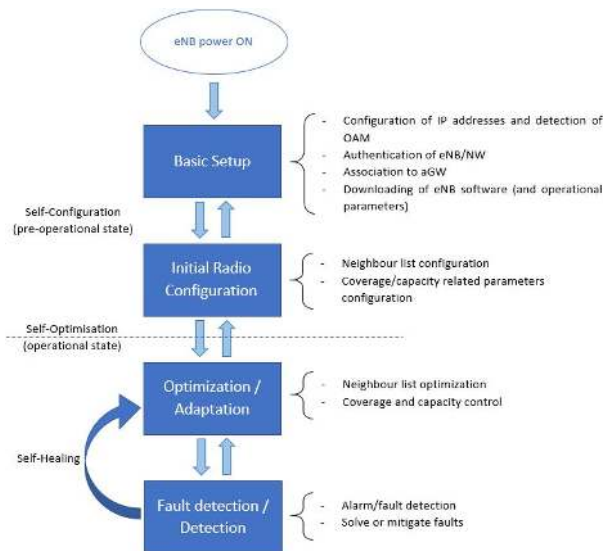 eNB power ON
Basic Setup
- Configuration of IP addresses and detection of
OAM
- Authentication of eNB/NW
- Association to aGW
- Downloading of eNB software (and operational
parameters)
Self-Configuration
(pre-operational state)
Initial Radio
Configuration
- Neighbour list configuration
- Coverage/capacity related parameters
configuration
Self-Optimisation
(operational state)
Optimization /
Adaptation
- Neighbour list optimization
- Coverage and capacity control
Self-Healing
Fault detection /
Detection
- Alarm/fault detection
- Solve or mitigate faults